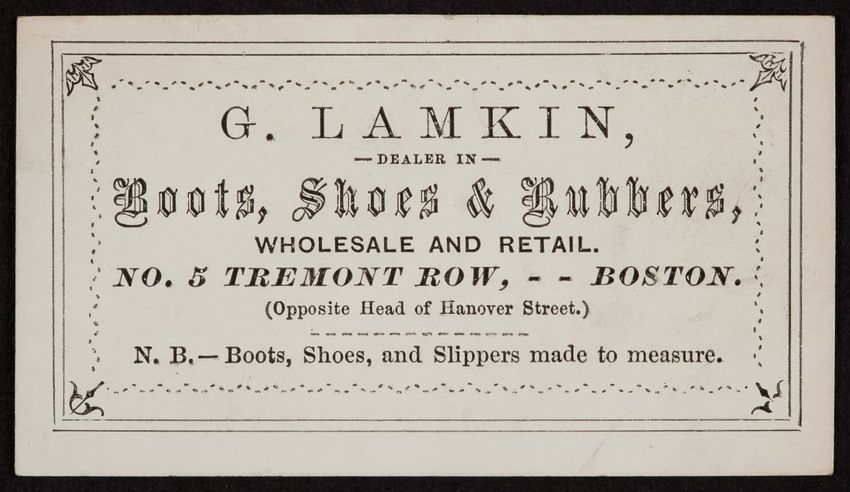 G. LAMKIN,
— DEALER IN —
Boots, Shoes & Rubbers,
WHOLESALE AND RETAIL.
NO. 5 TREMONT ROW, - - BOSTON.
(Opposite Head of Hanover Street.)
N. B.— Boots, Shoes, and Slippers made to measure.